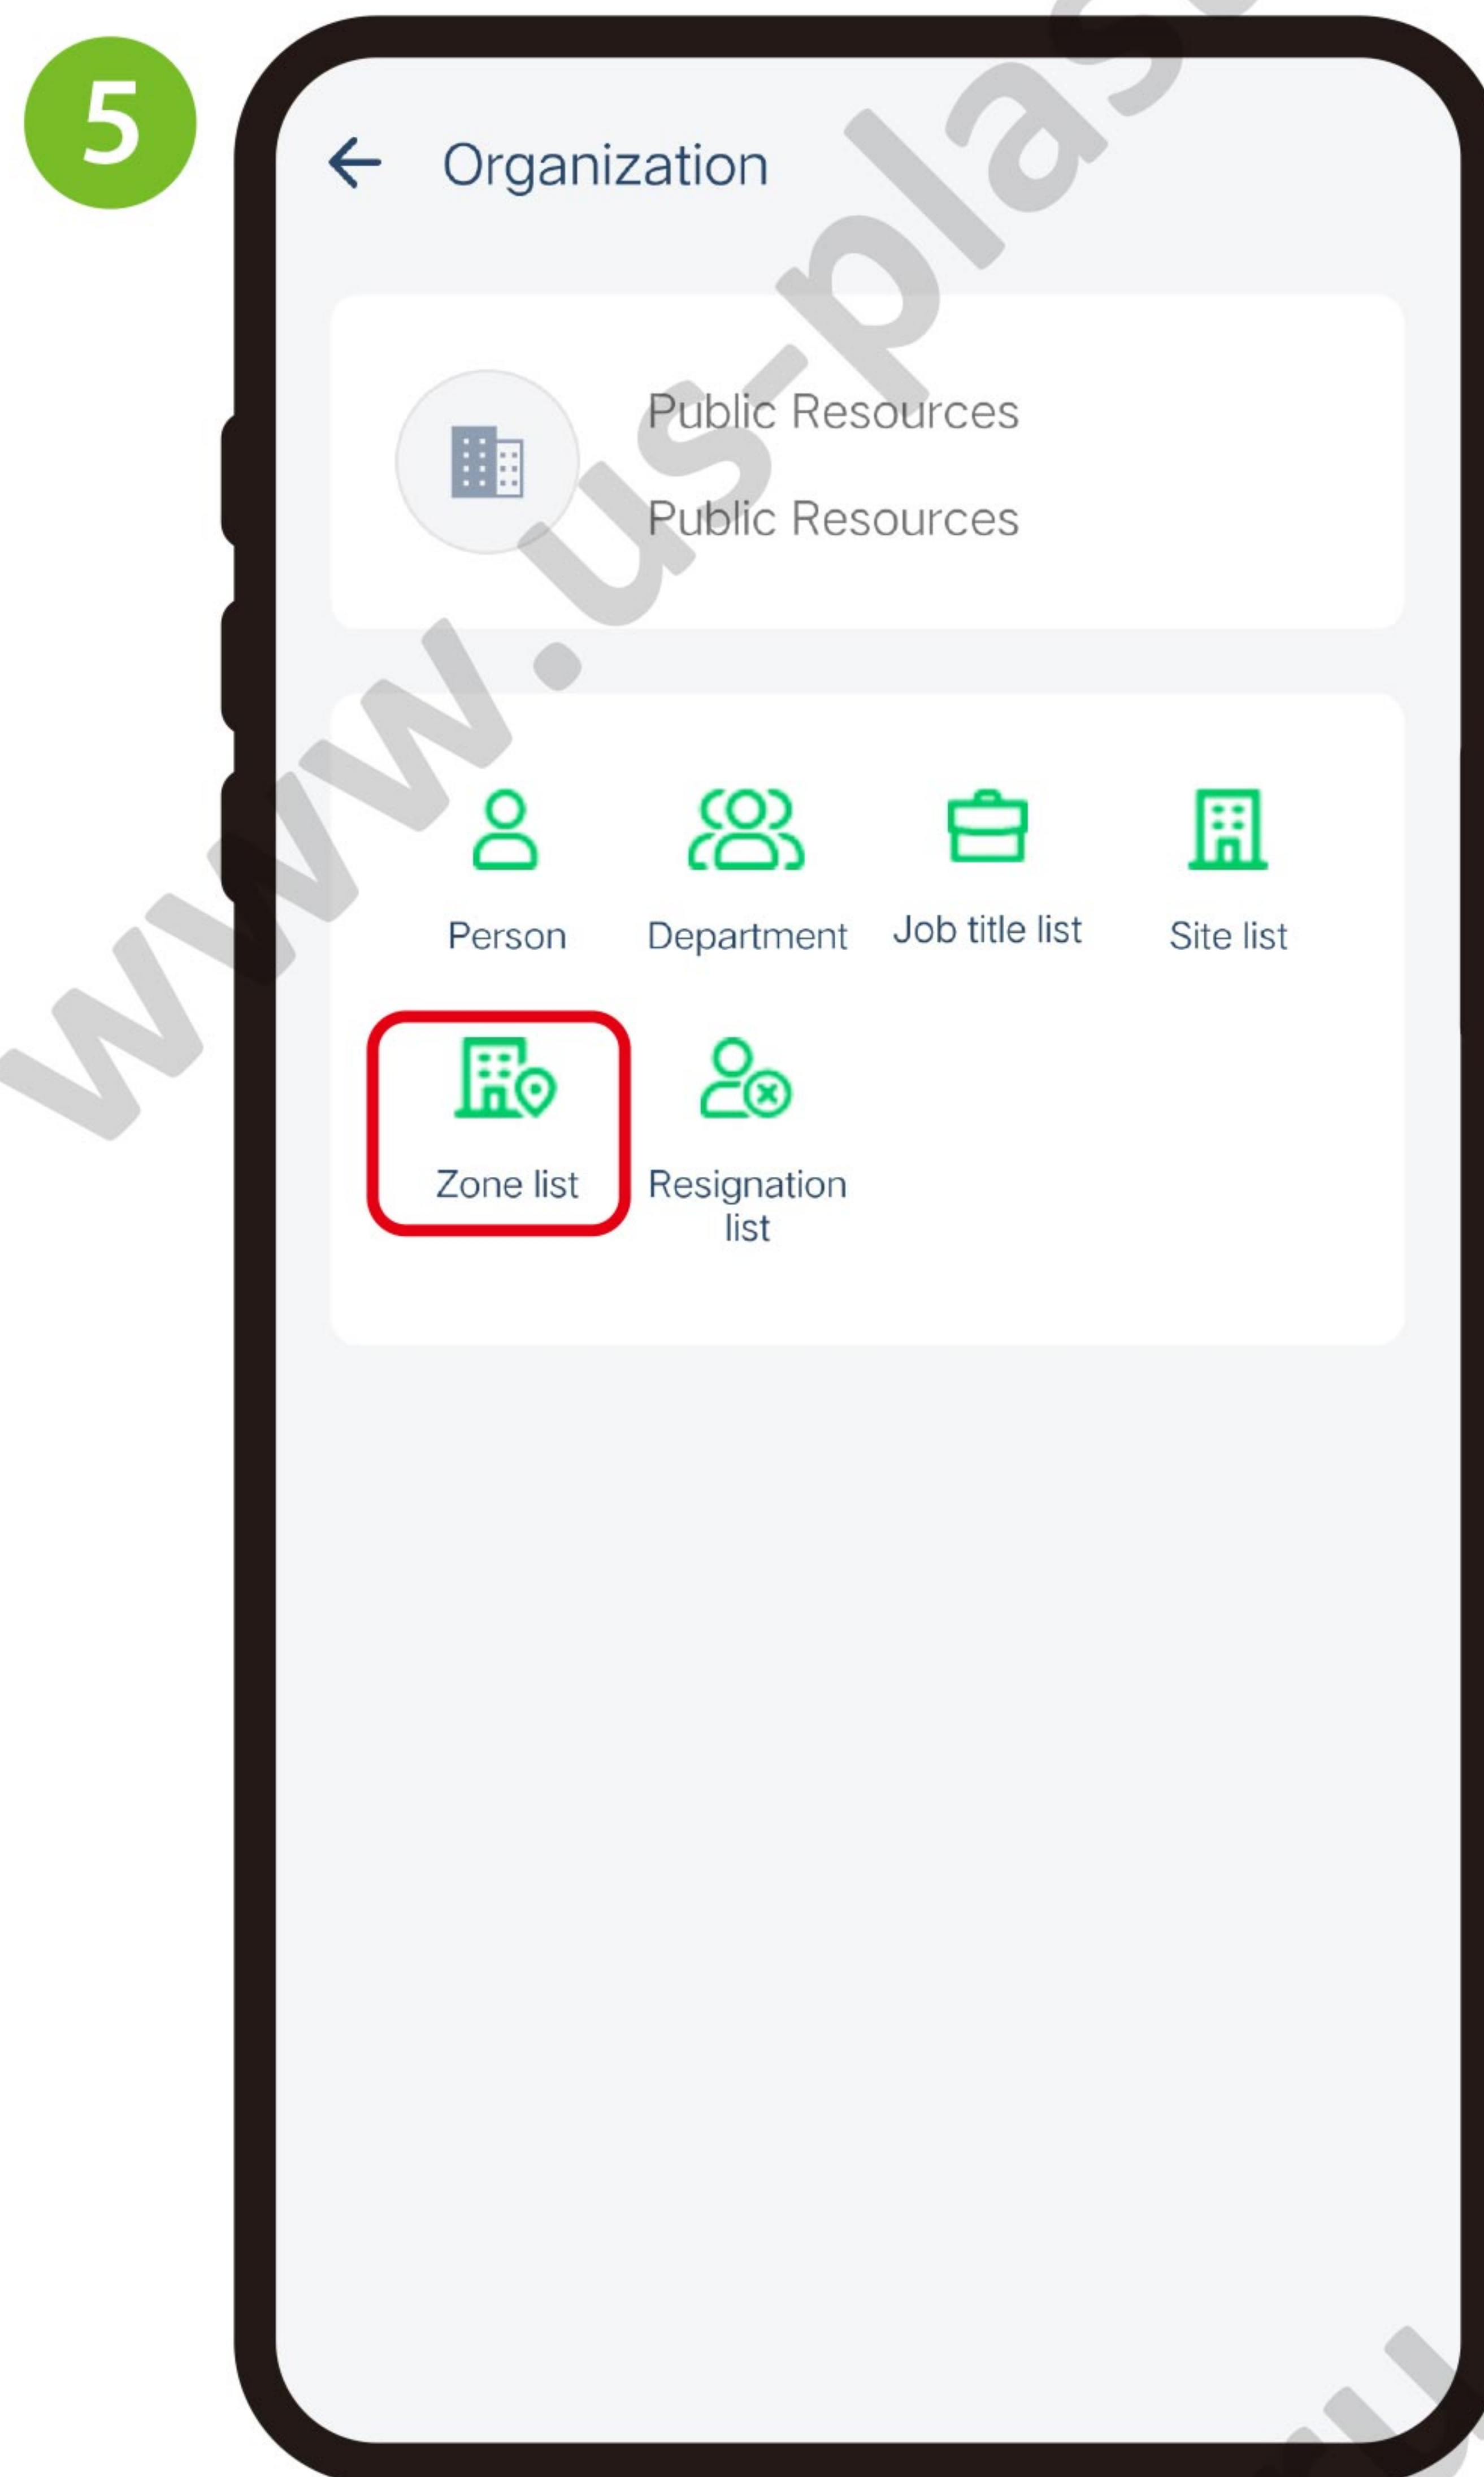 5
Organization
Public Resources
Public Resources
Person
Department
Job title list
Site list
Zone list
Resignation
list
www.us-plas